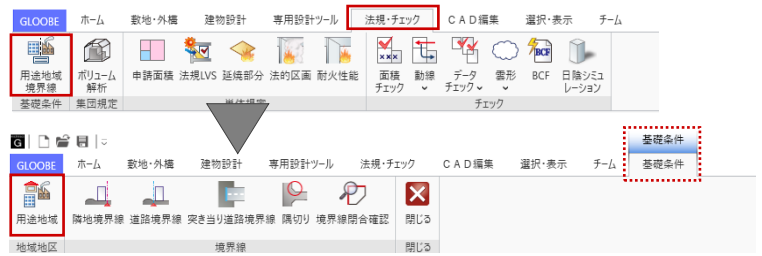 GLOOBE ホーム 敷地・外構 建物設計 専用設計ツール 法規・チェック CAD編集 選択・表示 チーム
用途地域境界線 ボリューム解析 申請面積 法規LVS 延焼部分 法的区画 耐火性能 面積チェック 動線 データチェック 雲形 BCF 日陰シミュレーション
基礎条件 集団規定 単体規定 チェック
基礎条件
GLOOBE ホーム 敷地・外構 建物設計 専用設計ツール 法規・チェック CAD編集 選択・表示 チーム 基礎条件
用途地域 隣地境界線 道路境界線 突き当り道路境界線 隅切り 境界線閉合確認 閉じる
地域地区 境界線 閉じる